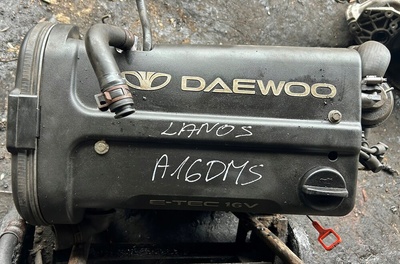 DAEWOO
LANOS
A16DMS
E-TEC 16V